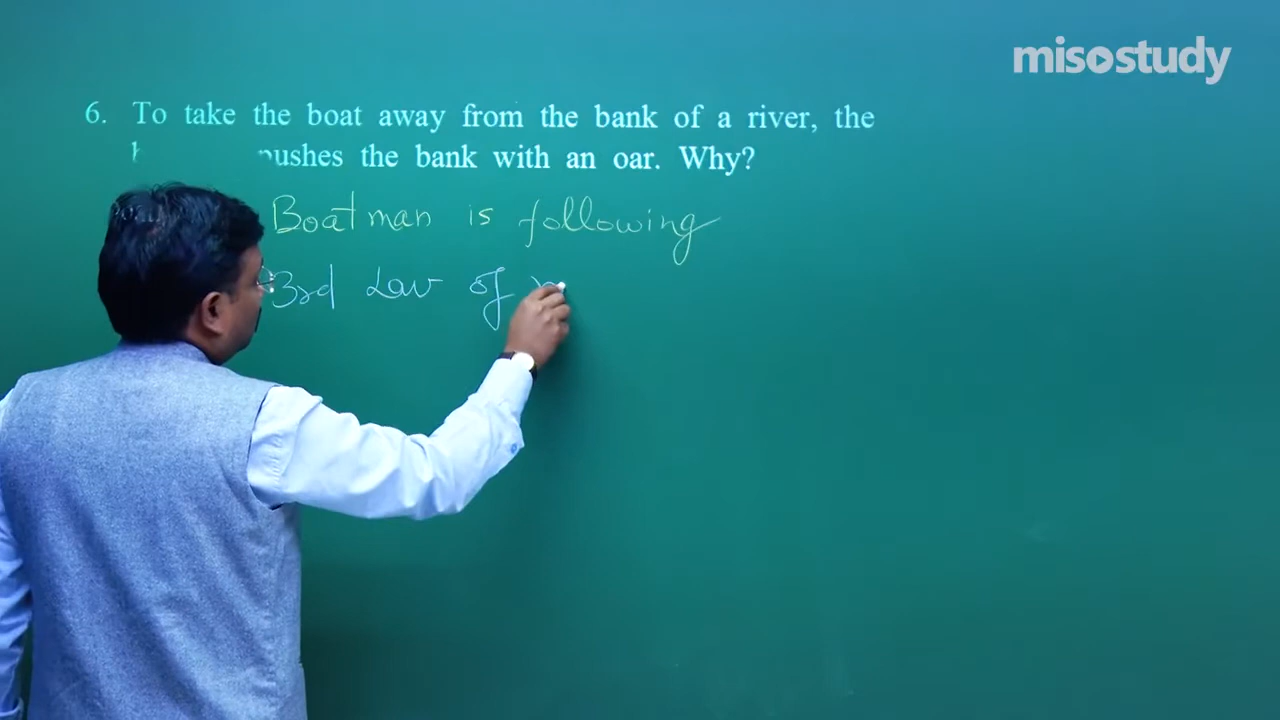 misostudy
6. To take the boat away from the bank of a river, the
pushes the bank with an oar. Why?
Boatman is following
3rd Law of